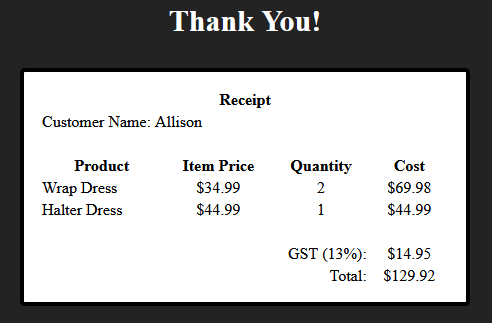 Thank You!
Receipt
Customer Name: Allison
Product Item Price Quantity Cost
Wrap Dress $34.99 2 $69.98
Halter Dress $44.99 1 $44.99
GST (13%): $14.95
Total: $129.92